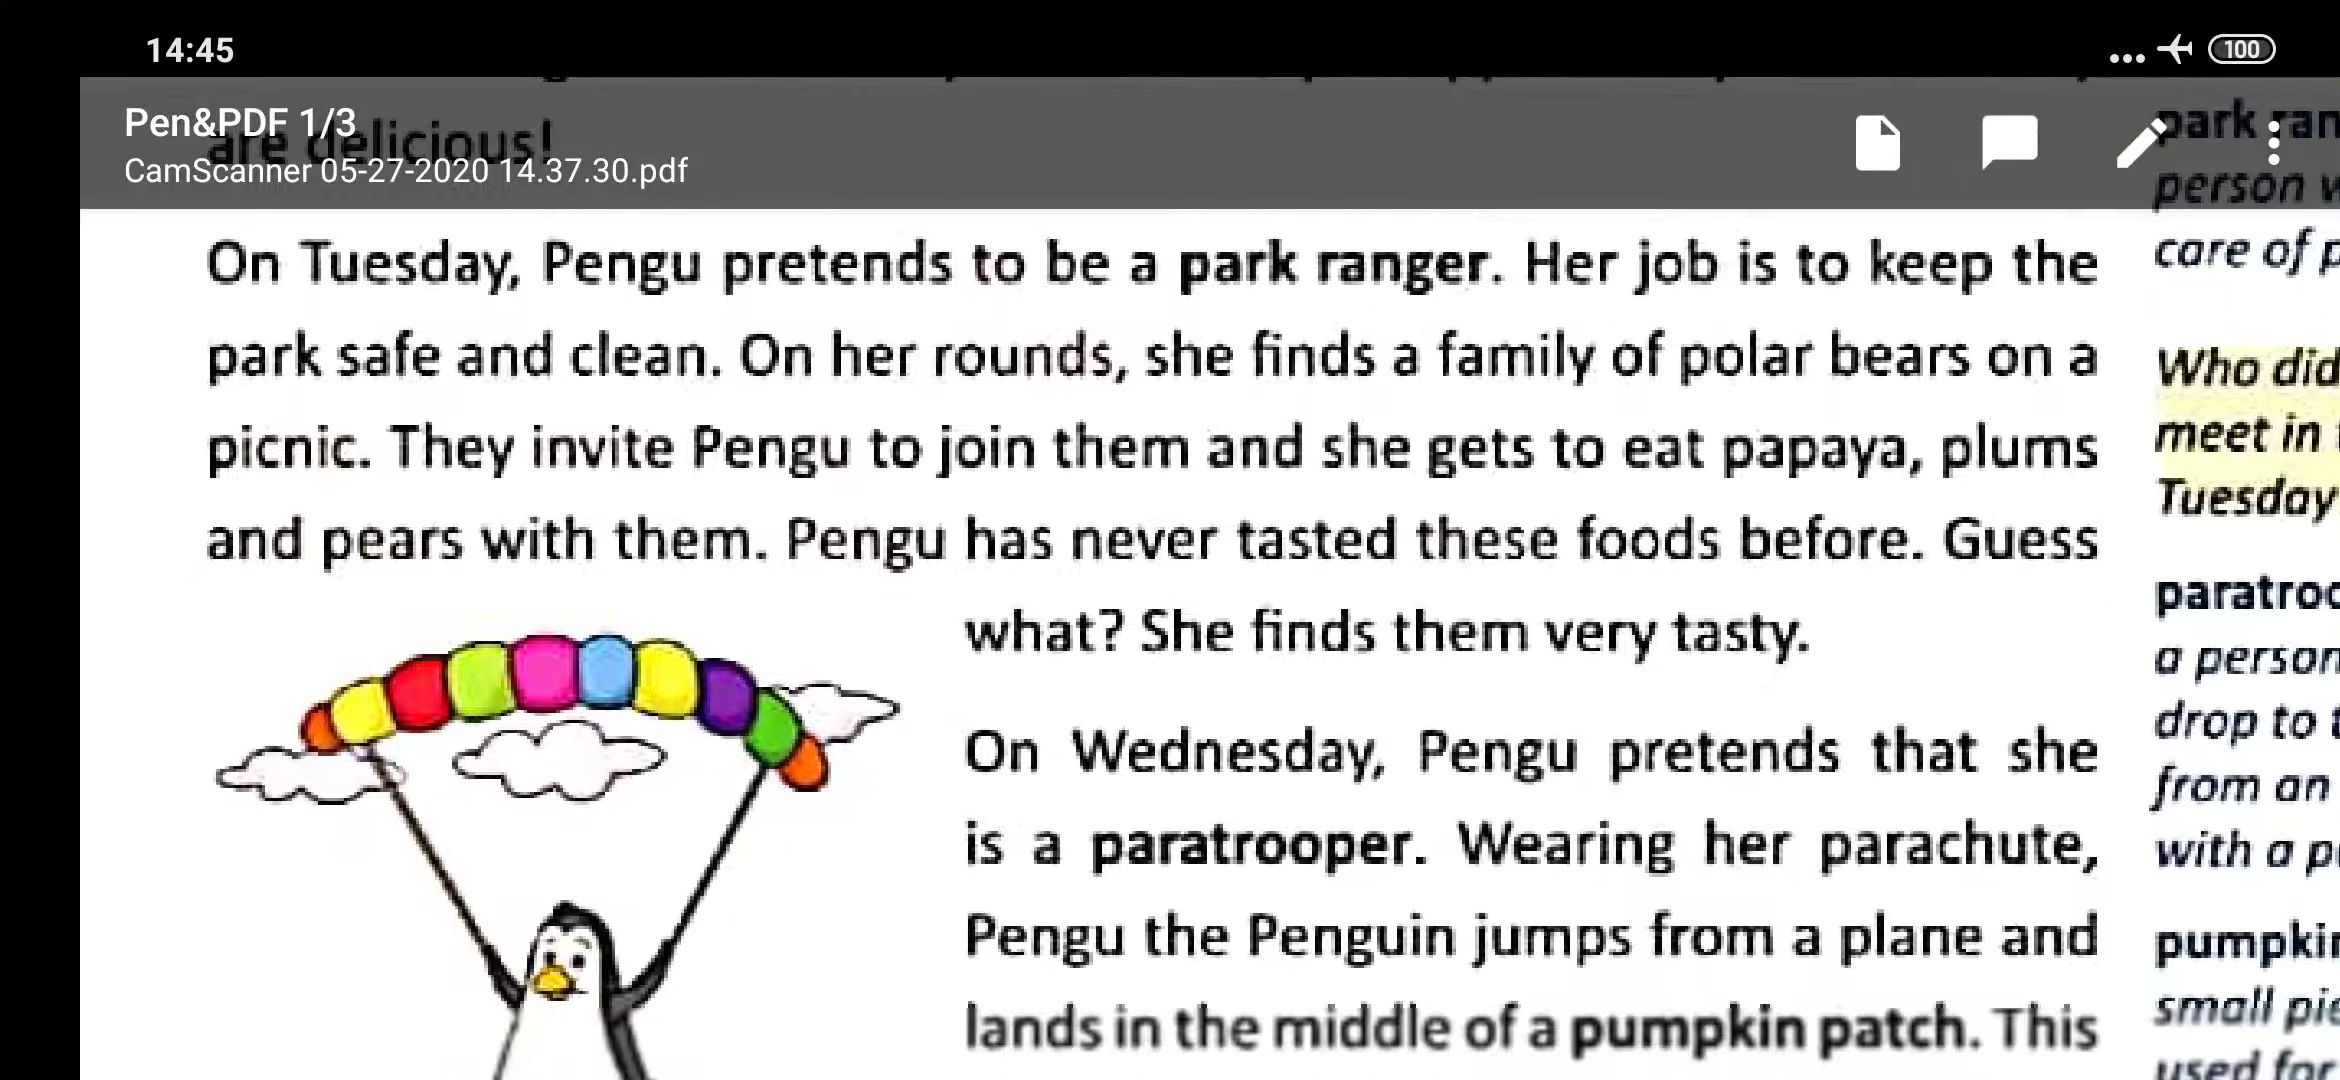 14:45
100
Pen&PDF 1/3
CamScanner 05-27-2020 14.37.30.pdf
are delicious!
On Tuesday, Pengu pretends to be a park ranger. Her job is to keep the
park safe and clean. On her rounds, she finds a family of polar bears on a
picnic. They invite Pengu to join them and she gets to eat papaya, plums
and pears with them. Pengu has never tasted these foods before. Guess
what? She finds them very tasty.
On Wednesday, Pengu pretends that she
is a paratrooper. Wearing her parachute,
Pengu the Penguin jumps from a plane and
lands in the middle of a pumpkin patch. This
park
person
care of
Who did
meet in
Tuesday
a person
drop to
from an
with a
small
used for